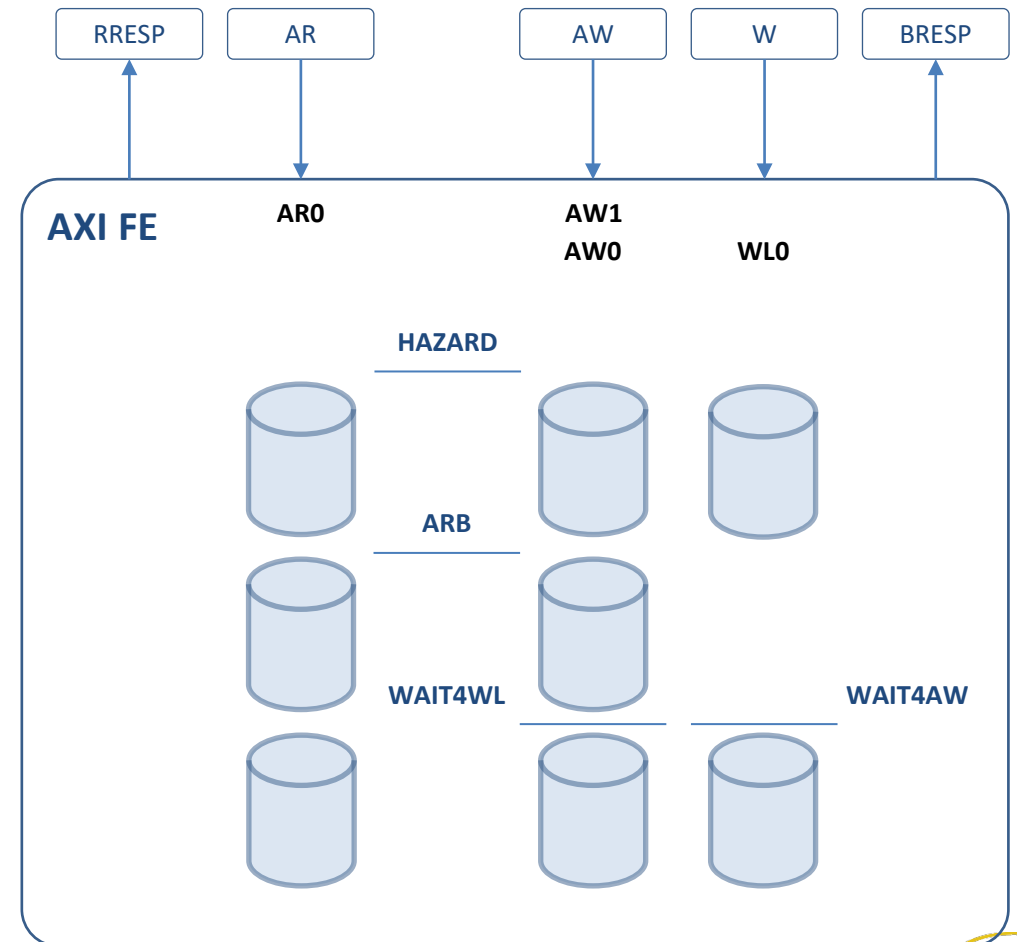 RRESP
AR
AW
W
BRESP
AXI FE
AR0
AW1
AW0
WL0
HAZARD
ARB
WAIT4WL
WAIT4AW